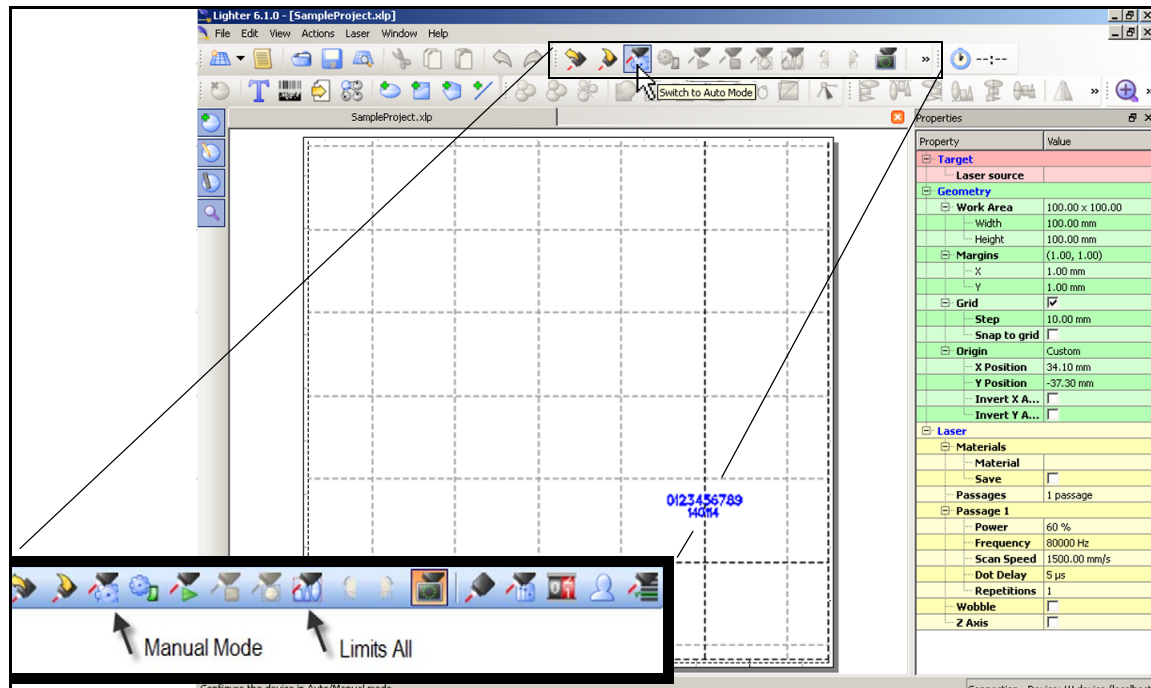 Lighter 6.1.0 - [SampleProject.xlp]
File Edit View Actions Laser Window Help
» --:--
Switch to Auto Mode
» »
SampleProject.xlp
Properties
Property Value
Target
Laser source
Geometry
Work Area 100.00 x 100.00
Width 100.00 mm
Height 100.00 mm
Margins (1.00, 1.00)
X 1.00 mm
Y 1.00 mm
Grid
Step 10.00 mm
Snap to grid
Origin Custom
X Position 34.10 mm
Y Position -37.30 mm
Invert X A...
Invert Y A...
Laser
Materials
Material
Save
Passages 1 passage
Passage 1
Power 60 %
Frequency 80000 Hz
Scan Speed 1500.00 mm/s
Dot Delay 5 µs
Repetitions 1
Wobble
Z Axis
0123456789
140114
Manual Mode
Limits All